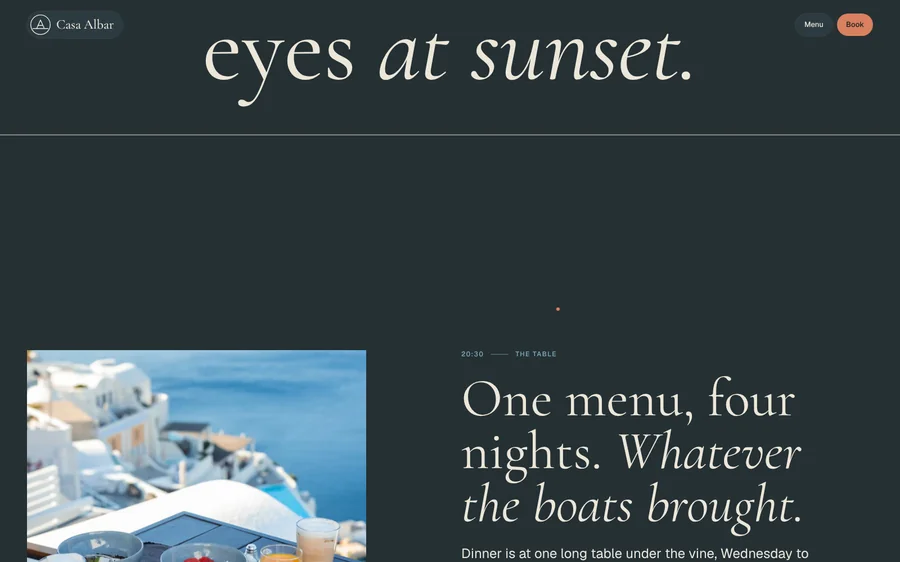 Casa Albar
Menu
Book
eyes at sunset.
20:30 — THE TABLE
One menu, four
nights. Whatever
the boats brought.
Dinner is at one long table under the vine, Wednesday to